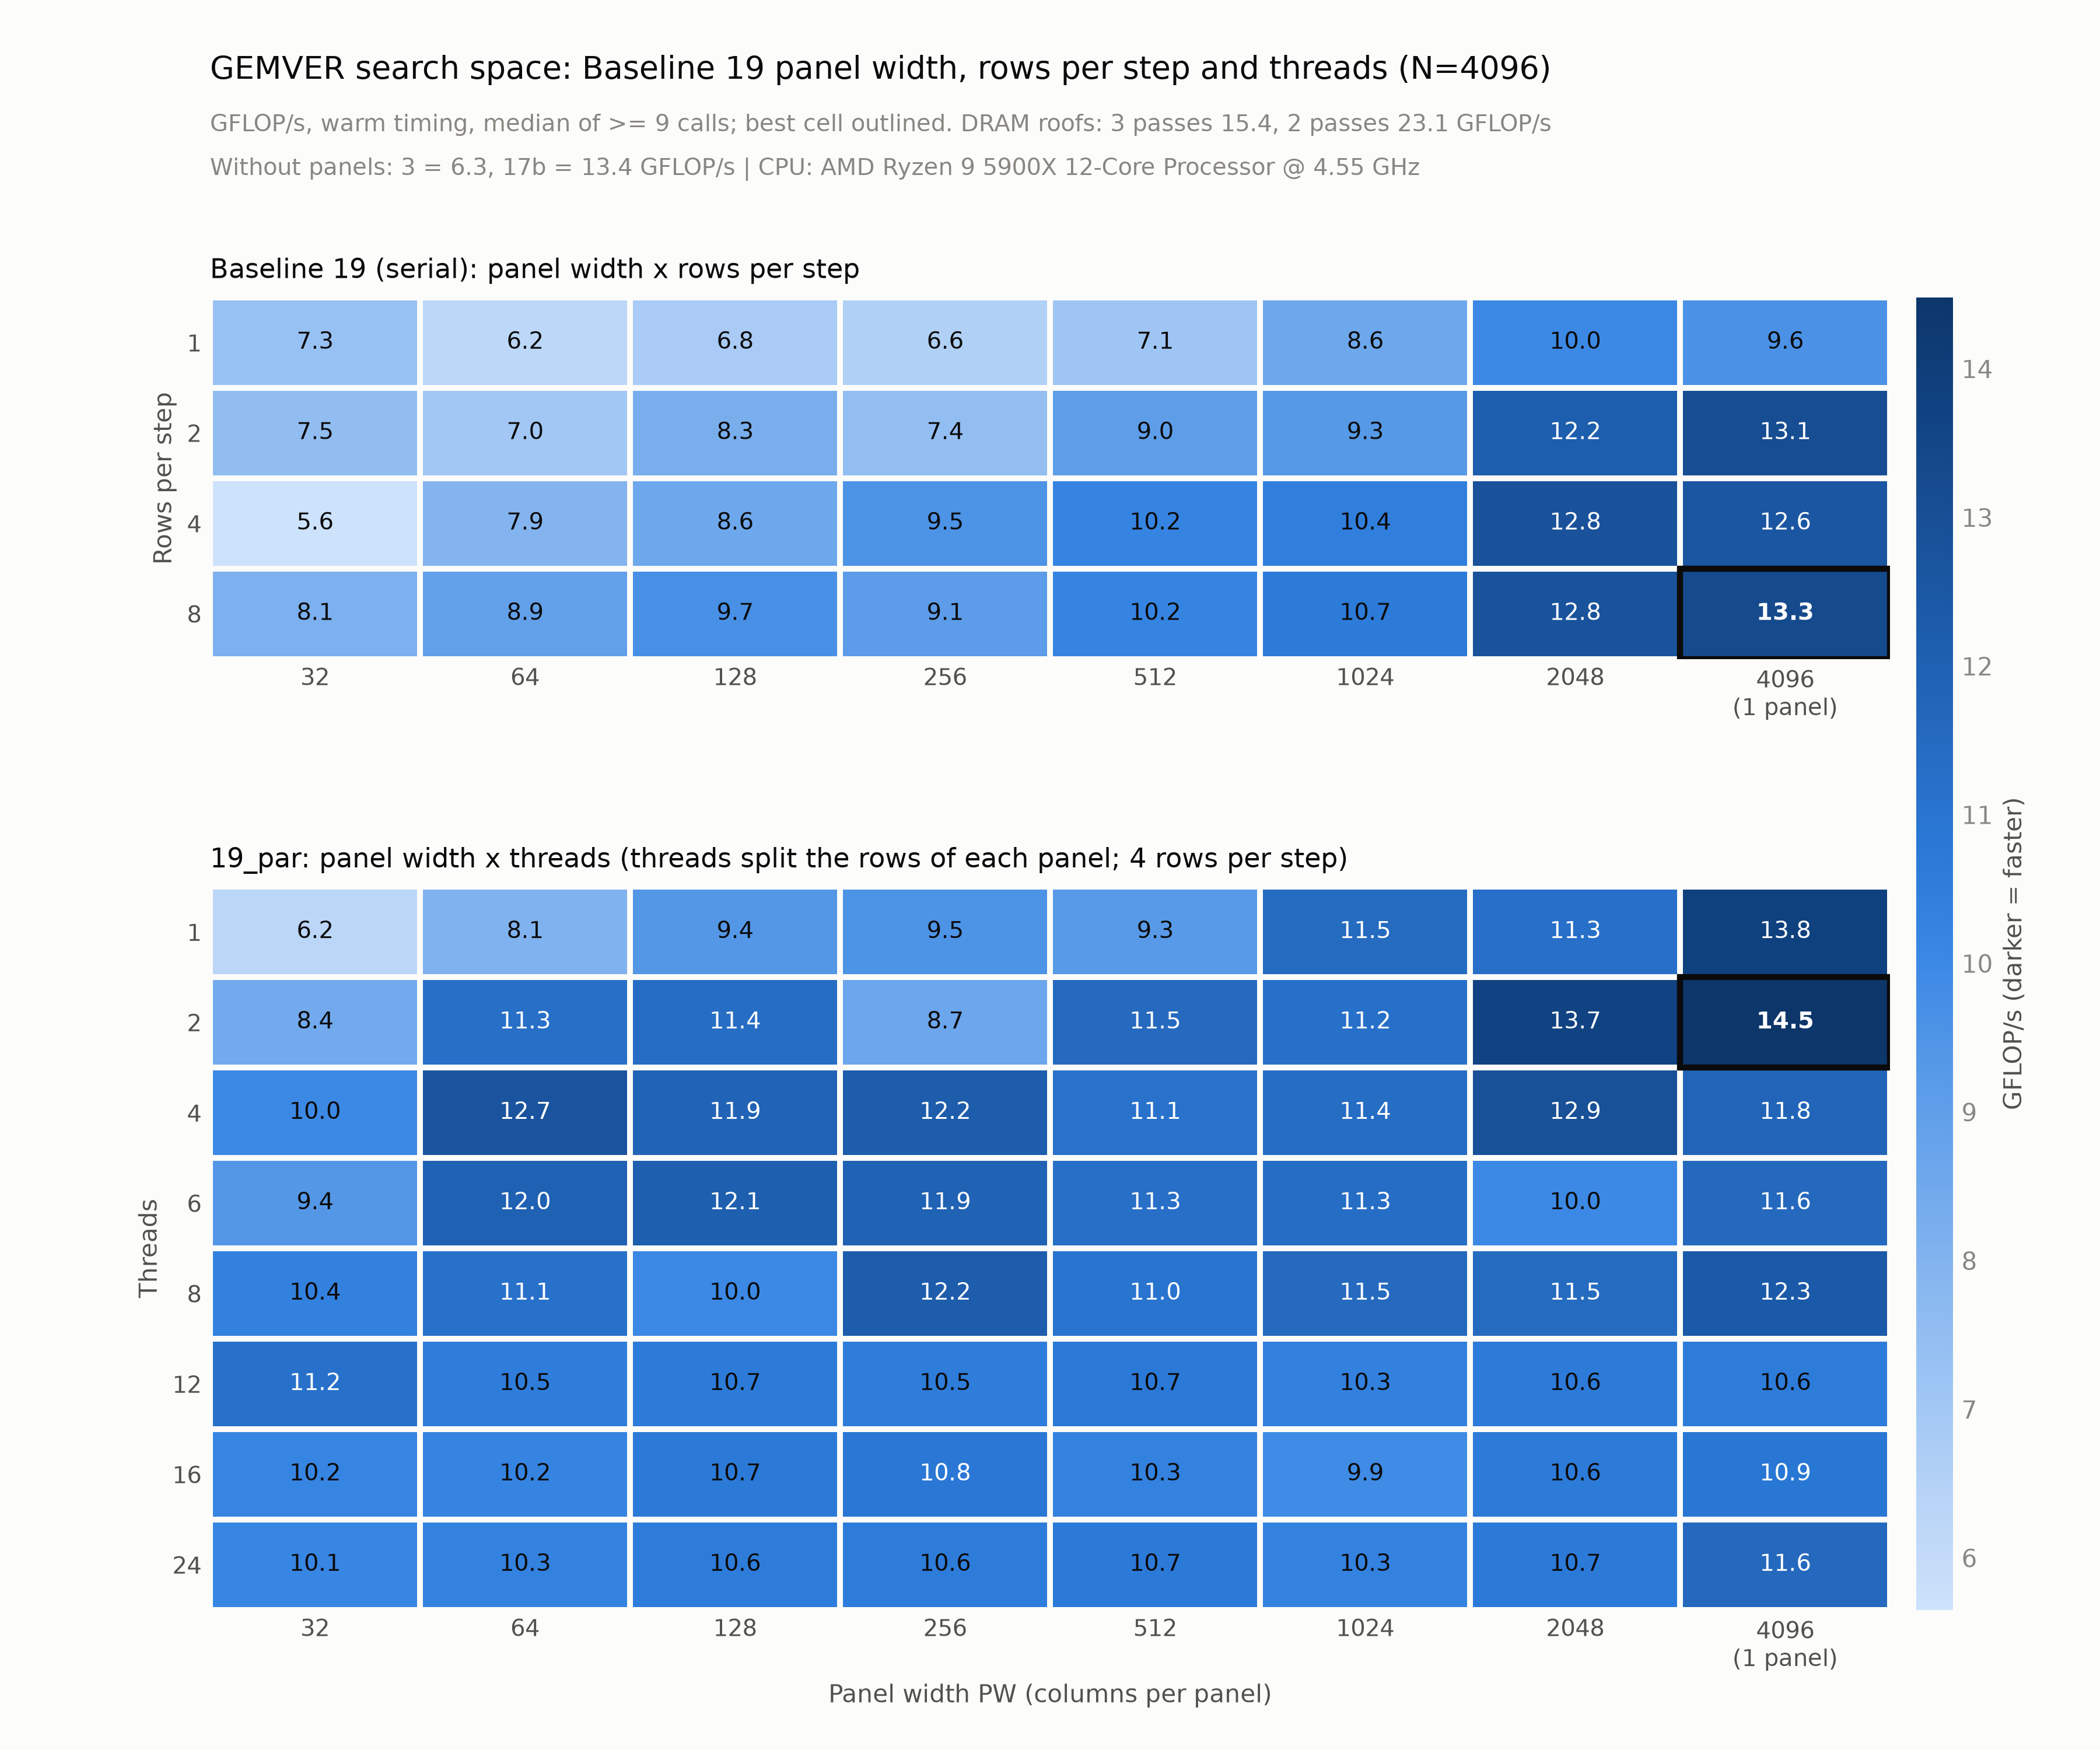 GEMVER search space: Baseline 19 panel width, rows per step and threads (N=4096)
GFLOP/s, warm timing, median of >= 9 calls; best cell outlined. DRAM roofs: 3 passes 15.4, 2 passes 23.1 GFLOP/s
Without panels: 3 = 6.3, 17b = 13.4 GFLOP/s | CPU: AMD Ryzen 9 5900X 12-Core Processor @ 4.55 GHz
Baseline 19 (serial): panel width x rows per step
Rows per step
1 7.3 6.2 6.8 6.6 7.1 8.6 10.0 9.6
2 7.5 7.0 8.3 7.4 9.0 9.3 12.2 13.1
4 5.6 7.9 8.6 9.5 10.2 10.4 12.8 12.6
8 8.1 8.9 9.7 9.1 10.2 10.7 12.8 13.3
32 64 128 256 512 1024 2048 4096
(1 panel)
19_par: panel width x threads (threads split the rows of each panel; 4 rows per step)
Threads
1 6.2 8.1 9.4 9.5 9.3 11.5 11.3 13.8
2 8.4 11.3 11.4 8.7 11.5 11.2 13.7 14.5
4 10.0 12.7 11.9 12.2 11.1 11.4 12.9 11.8
6 9.4 12.0 12.1 11.9 11.3 11.3 10.0 11.6
8 10.4 11.1 10.0 12.2 11.0 11.5 11.5 12.3
12 11.2 10.5 10.7 10.5 10.7 10.3 10.6 10.6
16 10.2 10.2 10.7 10.8 10.3 9.9 10.6 10.9
24 10.1 10.3 10.6 10.6 10.7 10.3 10.7 11.6
32 64 128 256 512 1024 2048 4096
(1 panel)
Panel width PW (columns per panel)
14
13
12
11
10
9
8
7
6
GFLOP/s (darker = faster)